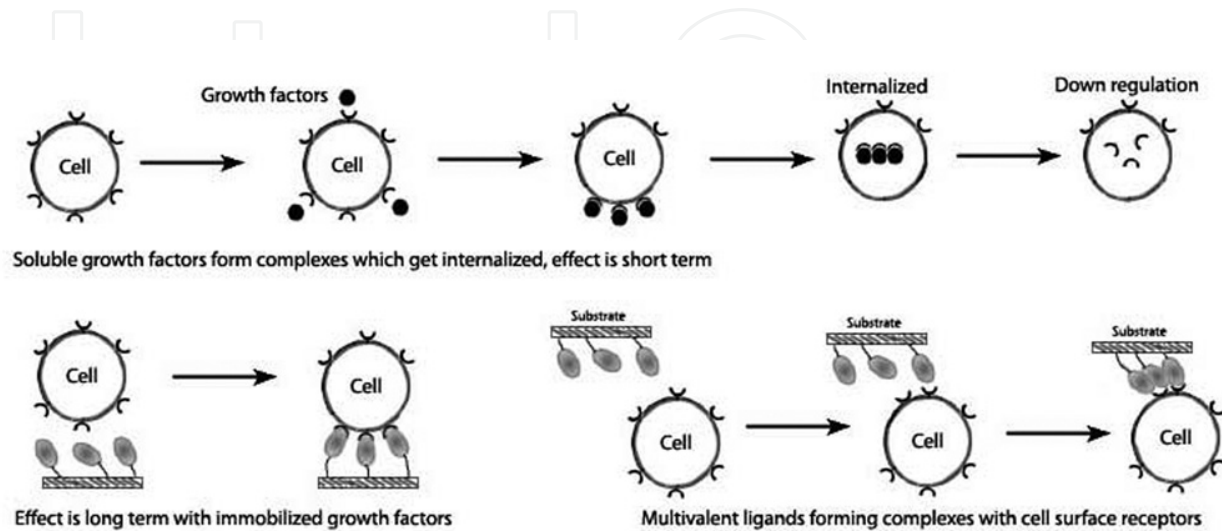 Growth factors
Internalized
Down regulation
Cell
Cell
Cell
Soluble growth factors form complexes which get internalized, effect is short term
Cell
Cell
Effect is long term with immobilized growth factors
Substrate
Substrate
Substrate
Cell
Cell
Cell
Multivalent ligands forming complexes with cell surface receptors